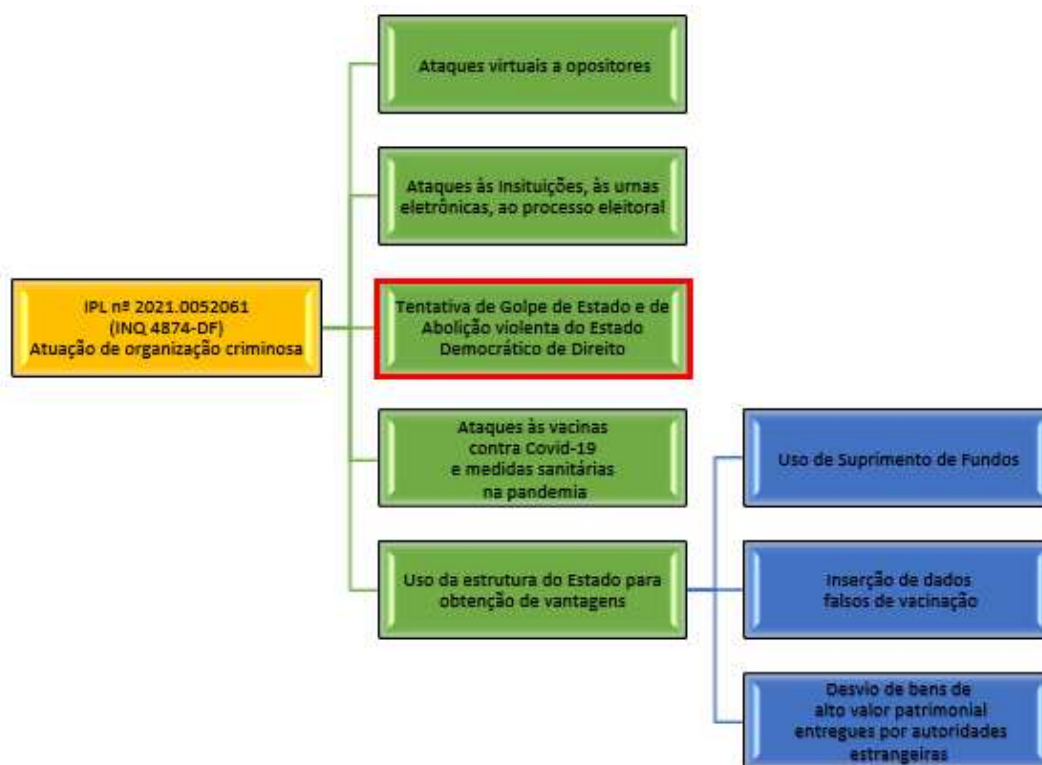 Ataques virtuais a opositores
Ataques às Insituições, às urnas
eletrônicas, ao processo eleitoral
IPL nº 2021.0052061
(INQ 4874-DF)
Atuação de organização criminosa
Tentativa de Golpe de Estado e de
Abolição violenta do Estado
Democrático de Direito
Ataques às vacinas
contra Covid-19
e medidas sanitárias
na pandemia
Uso da estrutura do Estado para
obtenção de vantagens
Uso de Suprimento de Fundos
Inserção de dados
falsos de vacinação
Desvio de bens de
alto valor patrimonial
entregues por autoridades
estrangeiras